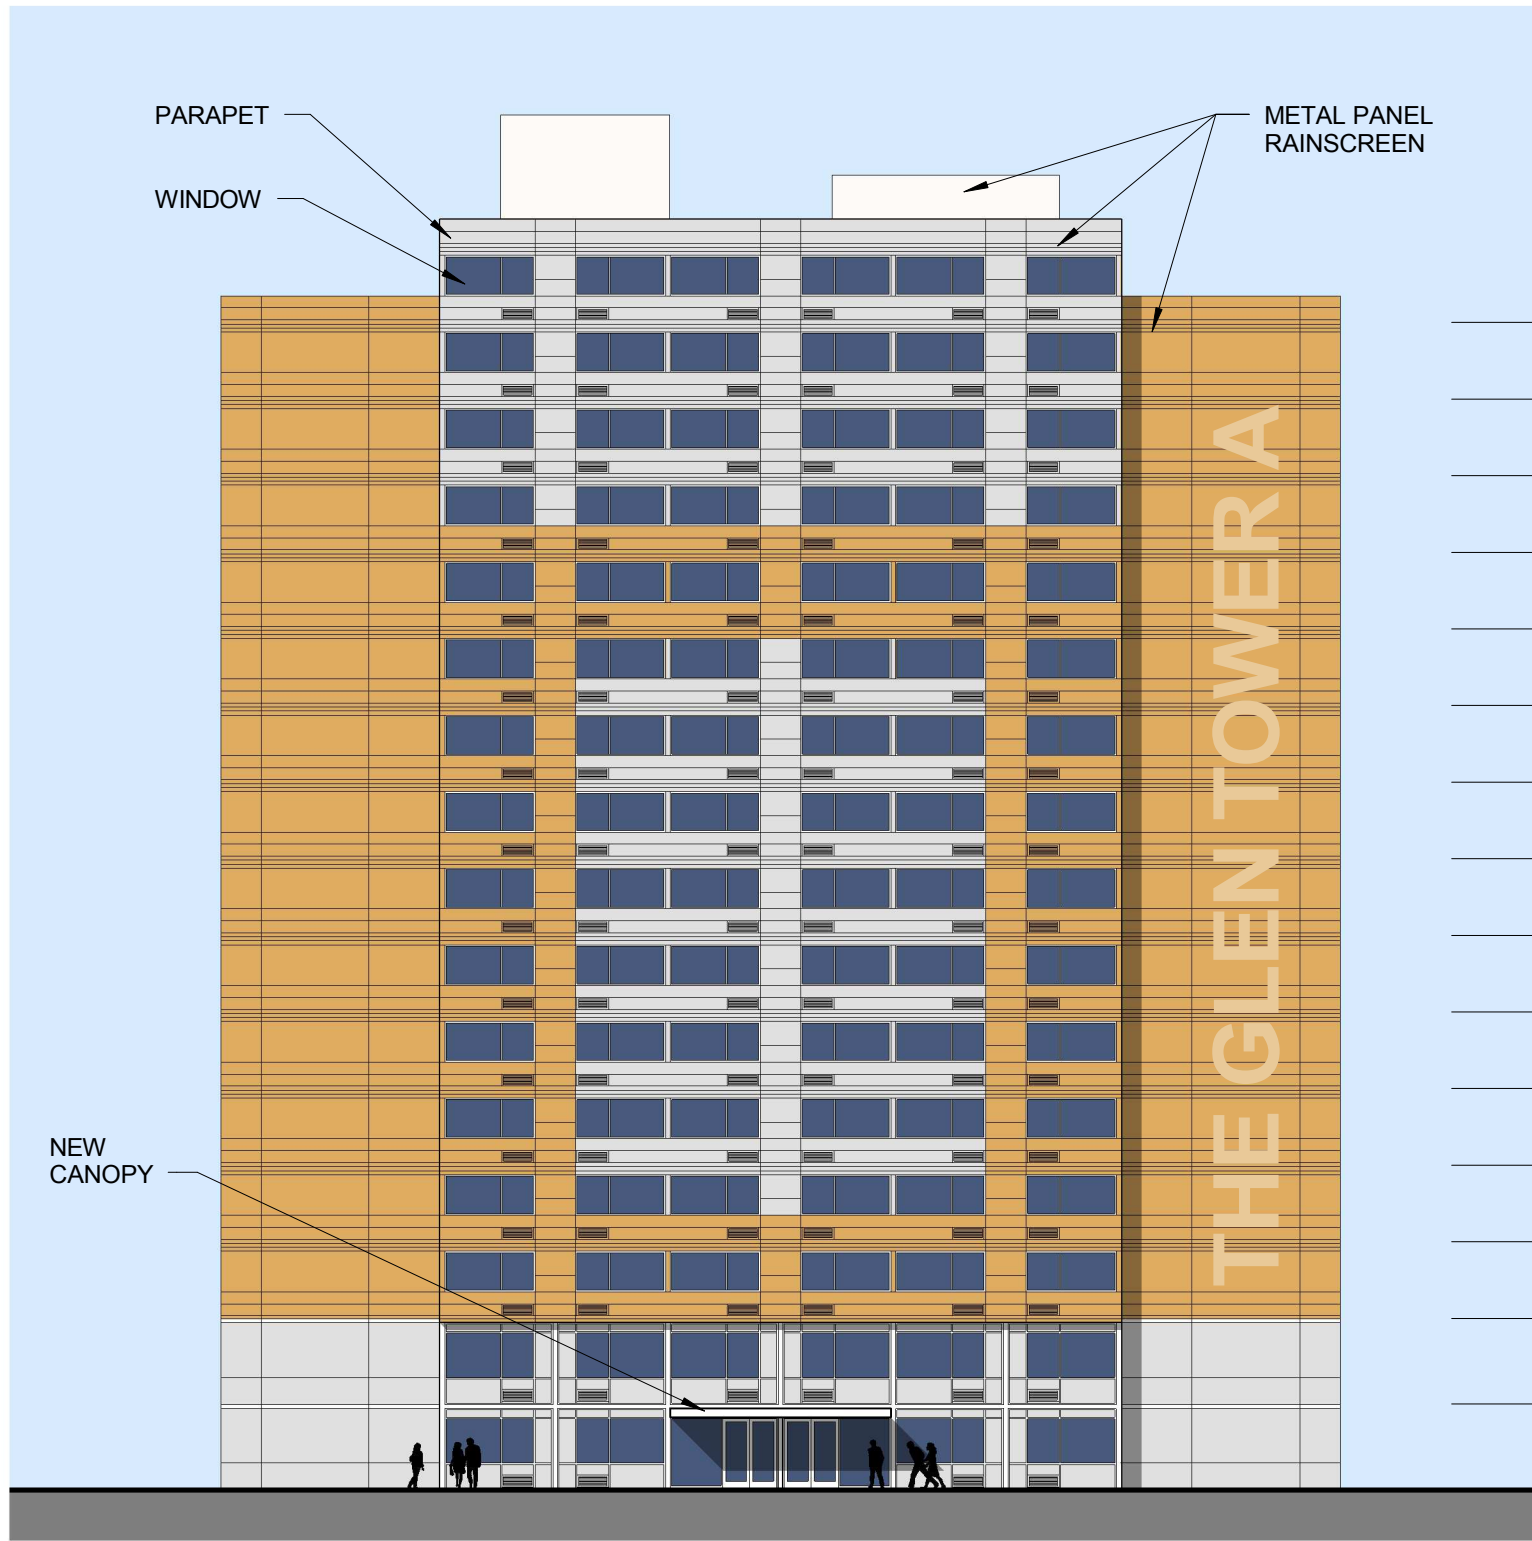 PARAPET
METAL PANEL
RAINSCREEN
WINDOW
THE GLEN TOWER A
NEW
CANOPY